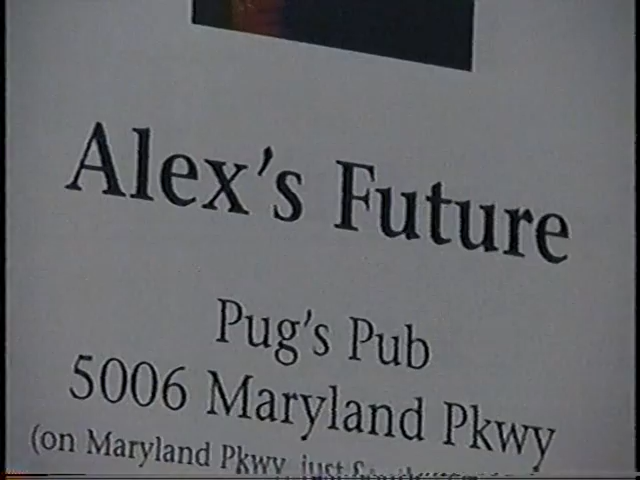 Alex's Future
Pug's Pub
5006 Maryland Pkwy
(on Maryland Pkwy just